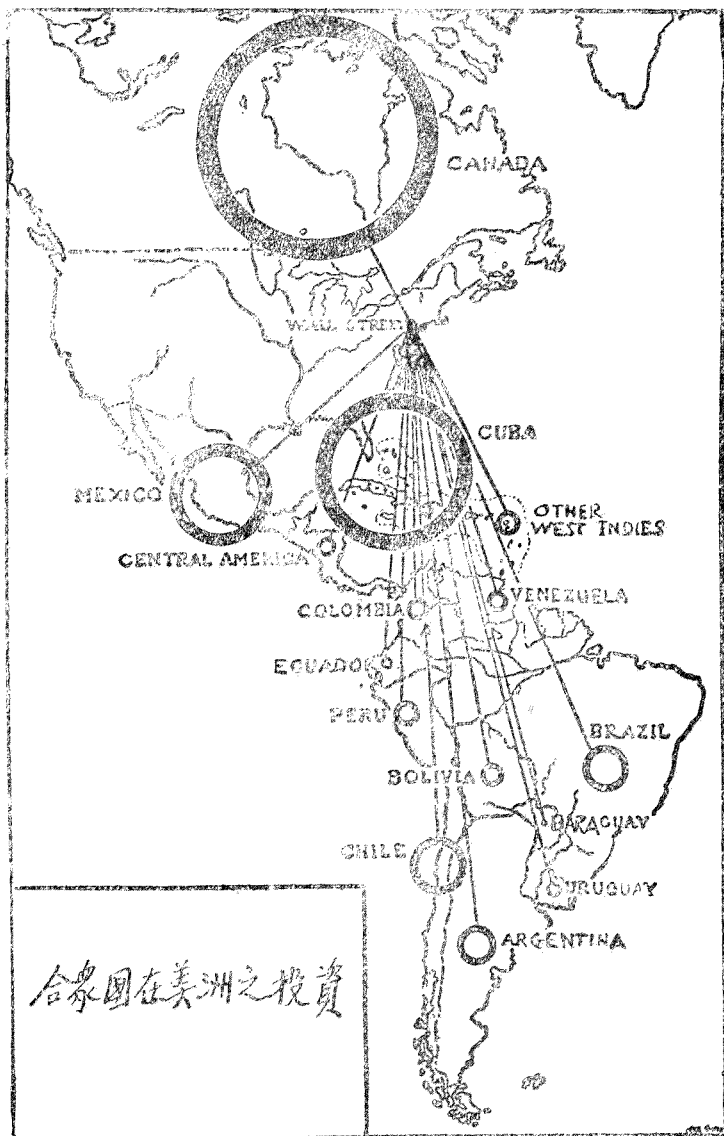 CANADA
WALL STREET
CUBA
MEXICO
OTHER
WEST INDIES
CENTRAL AMERICA
VENEZUELA
COLOMBIA
ECUADOR
PERU
BRAZIL
BOLIVIA
PARAGUAY
CHILE
URUGUAY
ARGENTINA
合衆國在美洲之投資